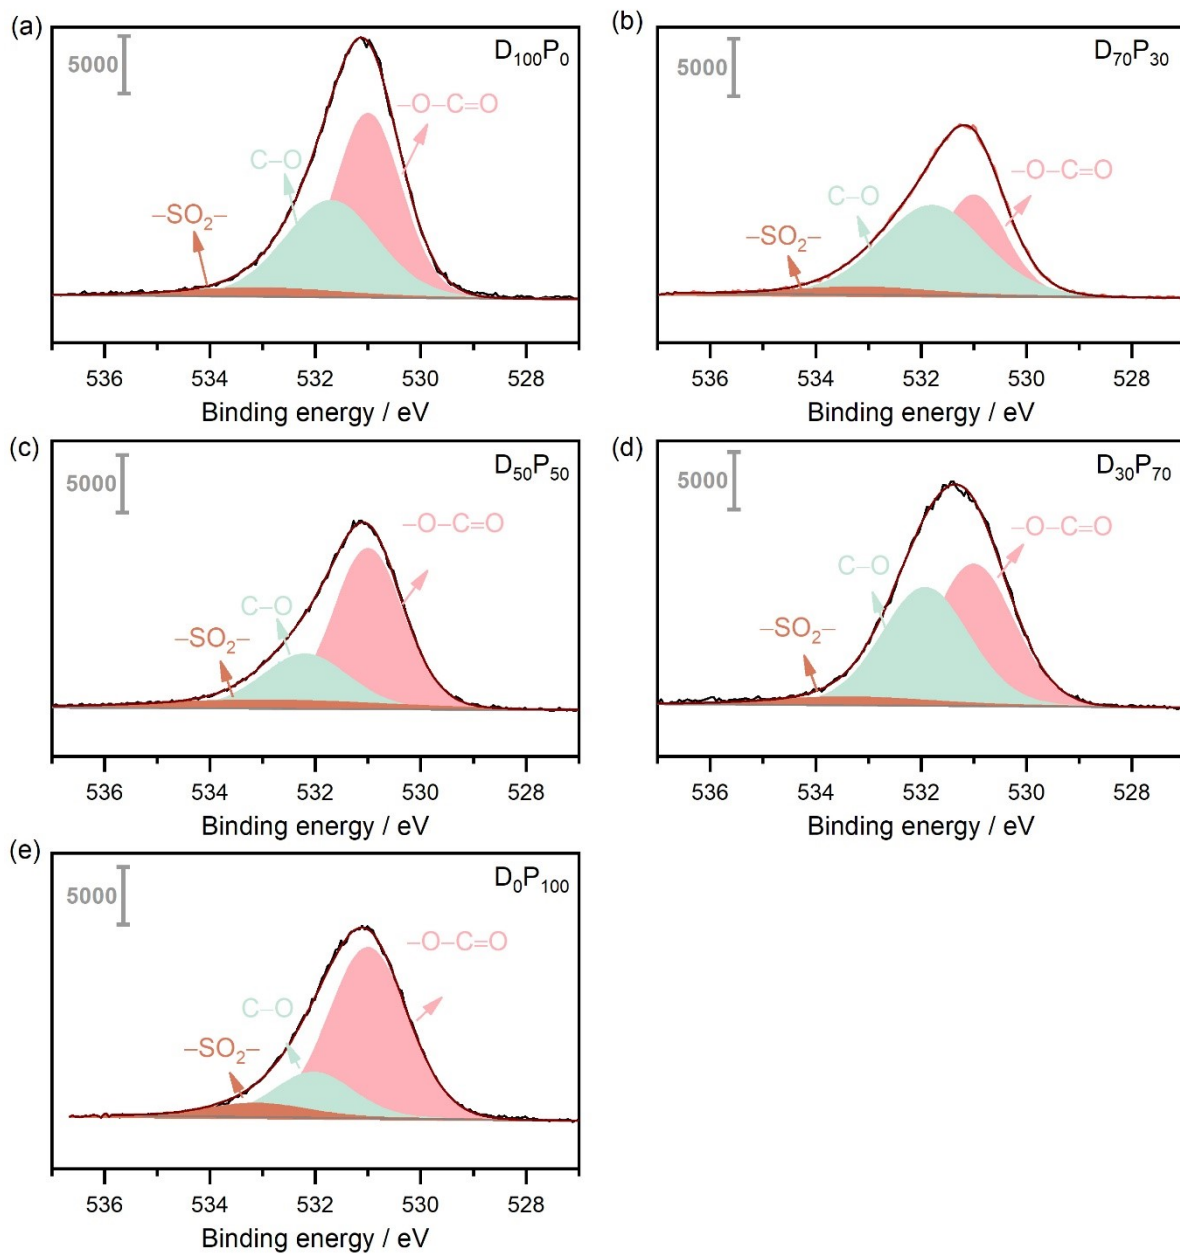 (a)
5000
D₁₀₀P₀
–O–C=O
C–O
–SO₂–
536 534 532 530 528
Binding energy / eV
(b)
5000
D₇₀P₃₀
–O–C=O
C–O
–SO₂–
536 534 532 530 528
Binding energy / eV
(c)
5000
D₅₀P₅₀
–O–C=O
C–O
–SO₂–
536 534 532 530 528
Binding energy / eV
(d)
5000
D₃₀P₇₀
–O–C=O
C–O
–SO₂–
536 534 532 530 528
Binding energy / eV
(e)
5000
D₀P₁₀₀
–O–C=O
C–O
–SO₂–
536 534 532 530 528
Binding energy / eV